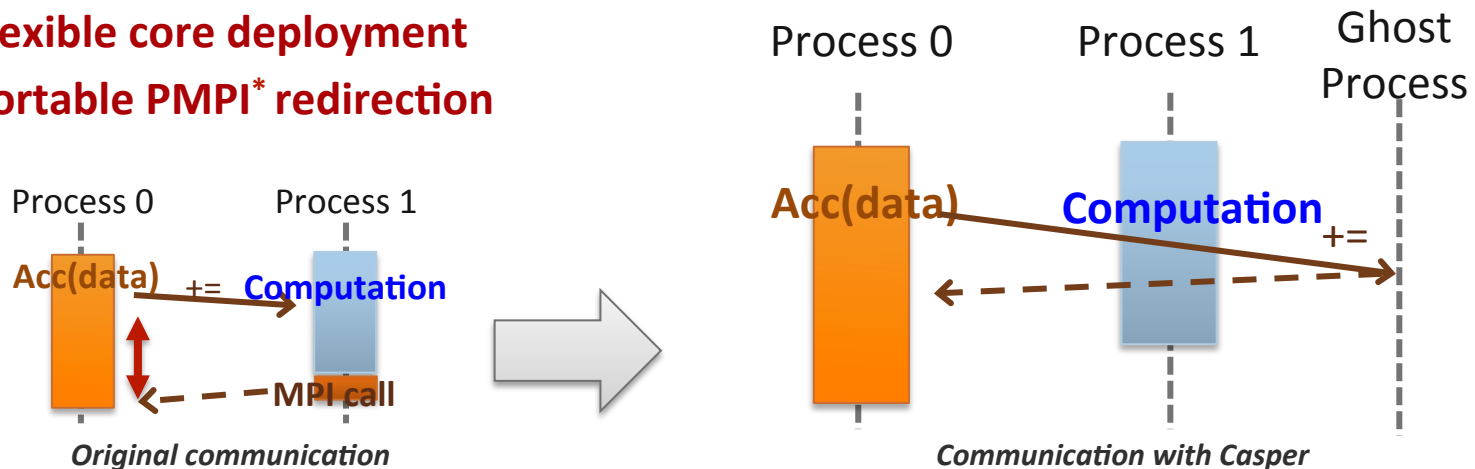 exible core deployment
ortable PMPI* redirection
Process 0 Process 1
Acc(data) += Computation
MPI call
Original communication
Process 0 Process 1 Ghost Process
Acc(data) Computation +=
Communication with Casper